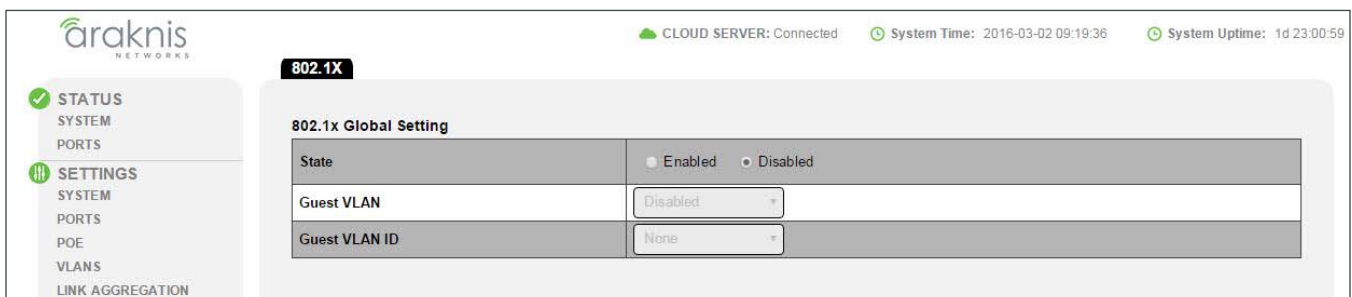 araknis
NETWORKS
CLOUD SERVER: Connected System Time: 2016-03-02 09:19:36 System Uptime: 1d 23:00:59
802.1X
STATUS
SYSTEM
PORTS
SETTINGS
SYSTEM
PORTS
POE
VLANS
LINK AGGREGATION
802.1x Global Setting
State Enabled Disabled
Guest VLAN Disabled
Guest VLAN ID None